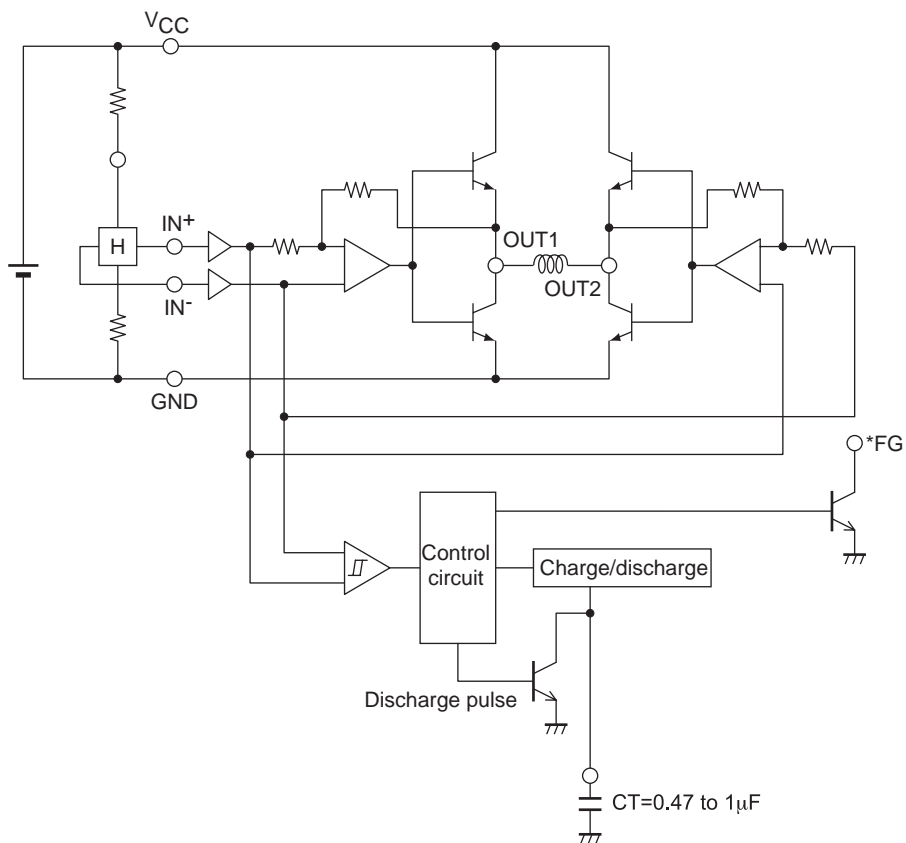 VCC
H
IN+
IN-
OUT1
OUT2
GND
*FG
Control
circuit
Charge/discharge
Discharge pulse
CT=0.47 to 1μF